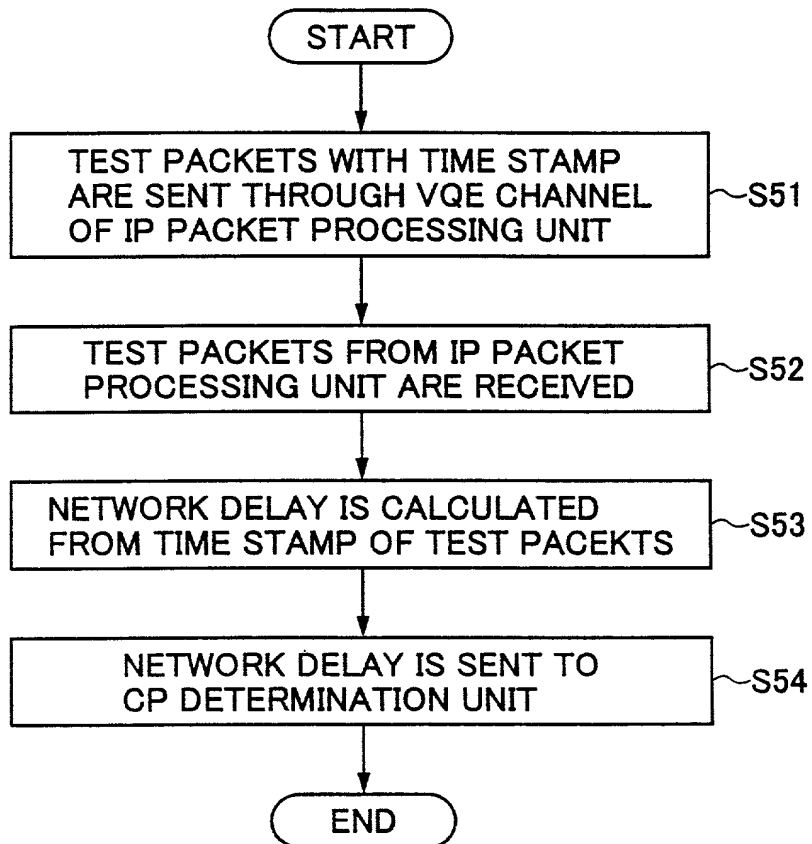 START
TEST PACKETS WITH TIME STAMP
ARE SENT THROUGH VQE CHANNEL
OF IP PACKET PROCESSING UNIT
S51
TEST PACKETS FROM IP PACKET
PROCESSING UNIT ARE RECEIVED
S52
NETWORK DELAY IS CALCULATED
FROM TIME STAMP OF TEST PACEKTS
S53
NETWORK DELAY IS SENT TO
CP DETERMINATION UNIT
S54
END